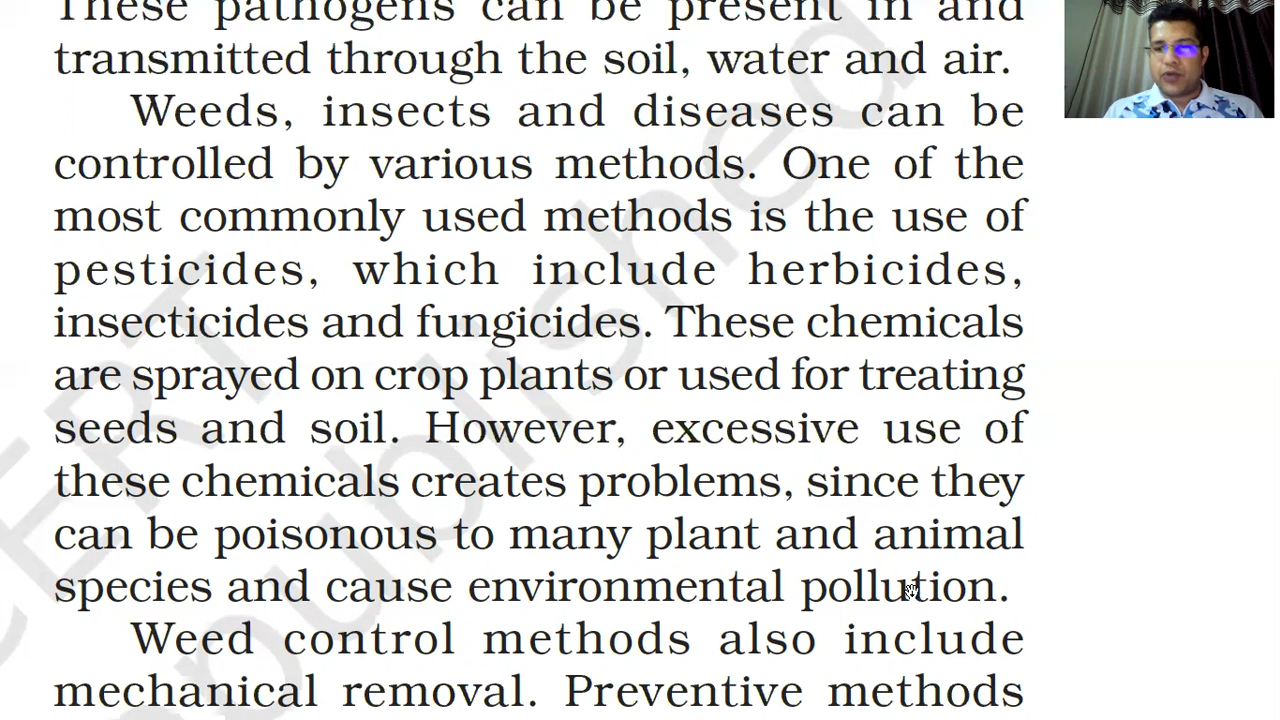 These pathogens can be present in and
transmitted through the soil, water and air.
Weeds, insects and diseases can be
controlled by various methods. One of the
most commonly used methods is the use of
pesticides, which include herbicides,
insecticides and fungicides. These chemicals
are sprayed on crop plants or used for treating
seeds and soil. However, excessive use of
these chemicals creates problems, since they
can be poisonous to many plant and animal
species and cause environmental pollution.
Weed control methods also include
mechanical removal. Preventive methods